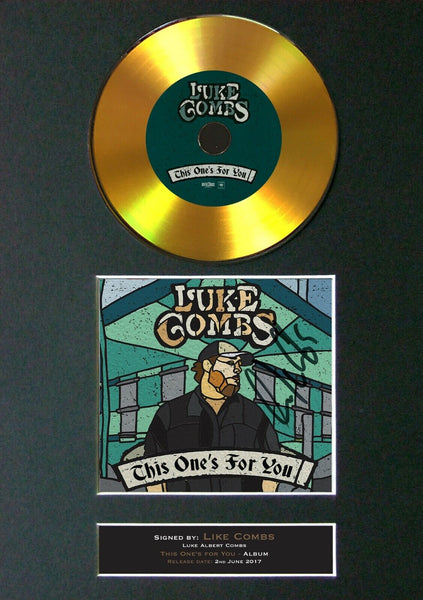 LUKE
COMBS
This One's For You
LUKE
COMBS
This One's For You
SIGNED BY: LIKE COMBS
LUKE ALBERT COMBS
THIS ONE'S FOR YOU - ALBUM
RELEASE DATE: 2ND JUNE 2017